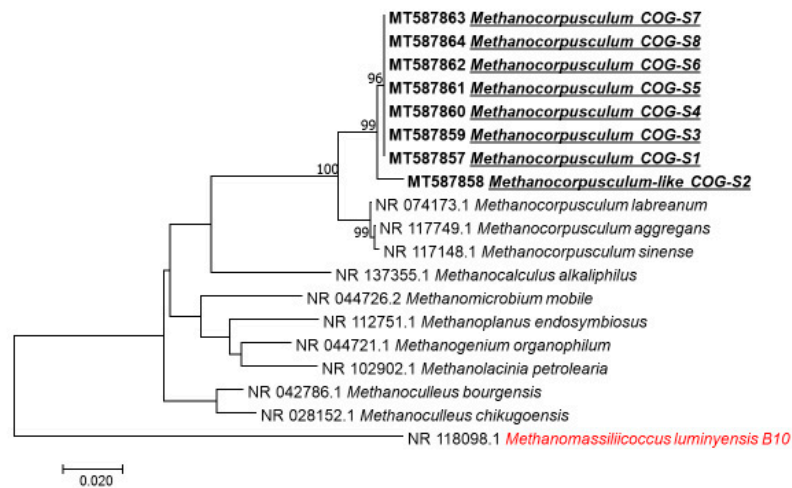 MT587863 Methanocorpusculum COG-S7
MT587864 Methanocorpusculum COG-S8
MT587862 Methanocorpusculum COG-S6
96
MT587861 Methanocorpusculum COG-S5
MT587860 Methanocorpusculum COG-S4
99
MT587859 Methanocorpusculum COG-S3
MT587857 Methanocorpusculum COG-S1
100
MT587858 Methanocorpusculum-like COG-S2
NR 074173.1 Methanocorpusculum labreanum
NR 117749.1 Methanocorpusculum aggregans
99
NR 117148.1 Methanocorpusculum sinense
NR 137355.1 Methanocalculus alkaliphilus
NR 044726.2 Methanomicrobium mobile
NR 112751.1 Methanoplanus endosymbiosus
NR 044721.1 Methanogenium organophilum
NR 102902.1 Methanolacinia petrolearia
NR 042786.1 Methanoculleus bourgensis
NR 028152.1 Methanoculleus chikugoensis
NR 118098.1 Methanomassiliicoccus luminyensis B10
0.020